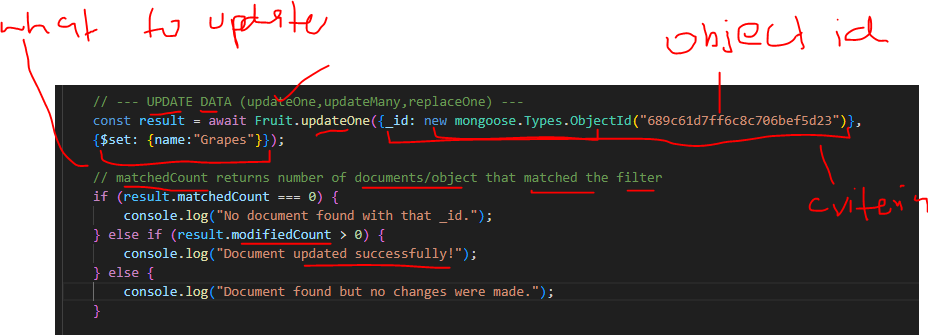 what to update
object id
// --- UPDATE DATA (updateOne,updateMany,replaceOne) ---
const result = await Fruit.updateOne({_id: new mongoose.Types.ObjectId("689c61d7ff6c8c706bef5d23")},
{$set: {name:"Grapes"}});
// matchedCount returns number of documents/object that matched the filter
if (result.matchedCount === 0) {
criteria
console.log("No document found with that _id.");
} else if (result.modifiedCount > 0) {
console.log("Document updated successfully!");
} else {
console.log("Document found but no changes were made.");
}